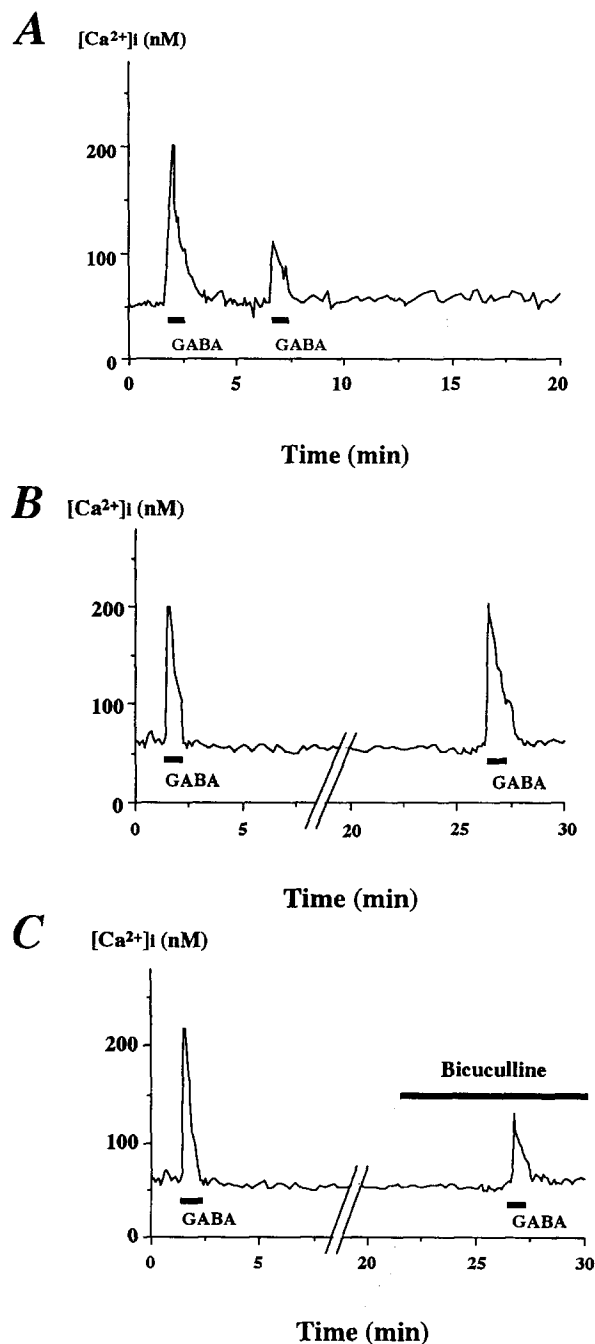 A
[Ca²⁺]i (nM)
200
100
0
GABA
GABA
0 5 10 15 20
Time (min)
B
[Ca²⁺]i (nM)
200
100
0
GABA
GABA
0 5 20 25 30
Time (min)
C
[Ca²⁺]i (nM)
200
Bicuculline
100
0
GABA
GABA
0 5 20 25 30
Time (min)